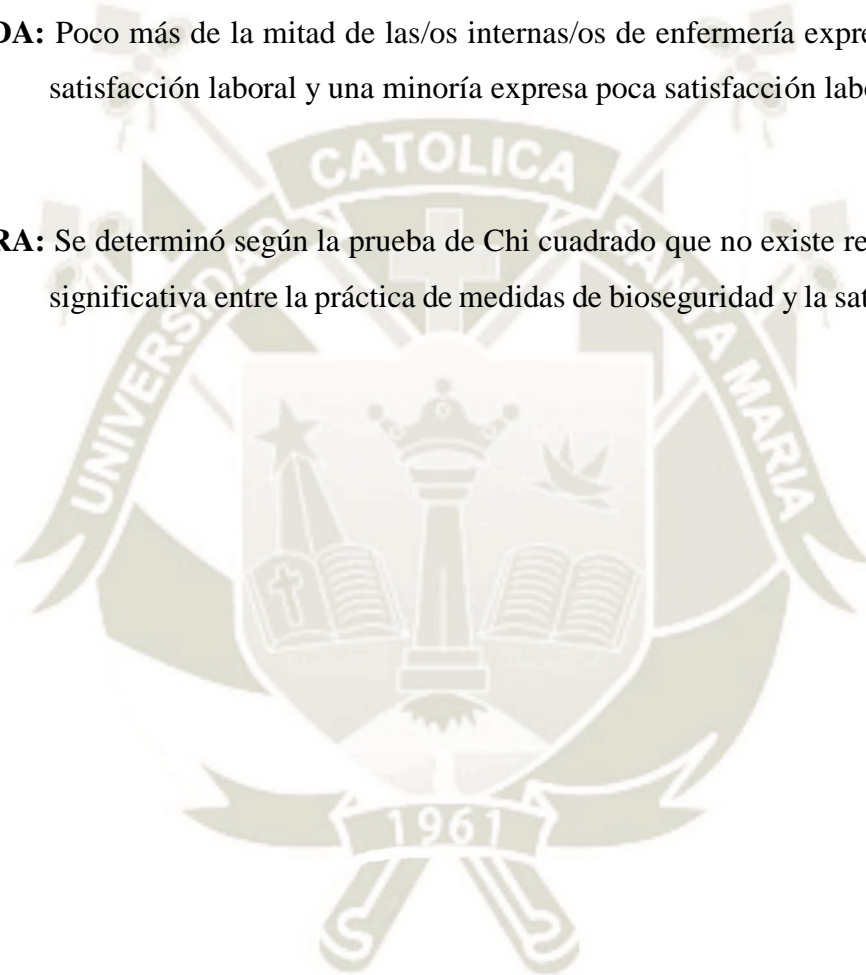 DA: Poco más de la mitad de las/os internas/os de enfermería expre
satisfacción laboral y una minoría expresa poca satisfacción lab
RA: Se determinó según la prueba de Chi cuadrado que no existe re
significativa entre la práctica de medidas de bioseguridad y la sat
UNIVERSIDAD CATOLICA SANTA MARIA
1961